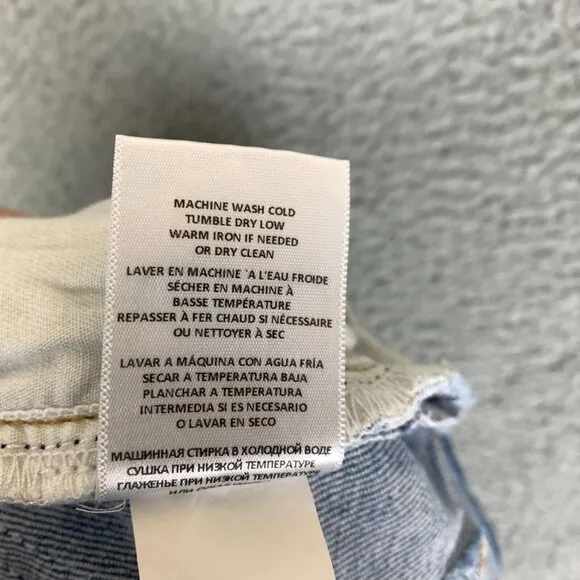 MACHINE WASH COLD
TUMBLE DRY LOW
WARM IRON IF NEEDED
OR DRY CLEAN
LAVER EN MACHINE `A L'EAU FROIDE
SÉCHER EN MACHINE À
BASSE TEMPÉRATURE
REPASSER À FER CHAUD SI NÉCESSAIRE
OU NETTOYER À SEC
LAVAR A MÁQUINA CON AGUA FRÍA
SECAR A TEMPERATURA BAJA
PLANCHAR A TEMPERATURA
INTERMEDIA SI ES NECESARIO
O LAVAR EN SECO
МАШИННАЯ СТИРКА В ХОЛОДНОЙ ВОДЕ
СУШКА ПРИ НИЗКОЙ ТЕМПЕРАТУРЕ
ГЛАЖЕНЬЕ ПРИ НИЗКОЙ ТЕМПЕРАТУРЕ
ИЛИ